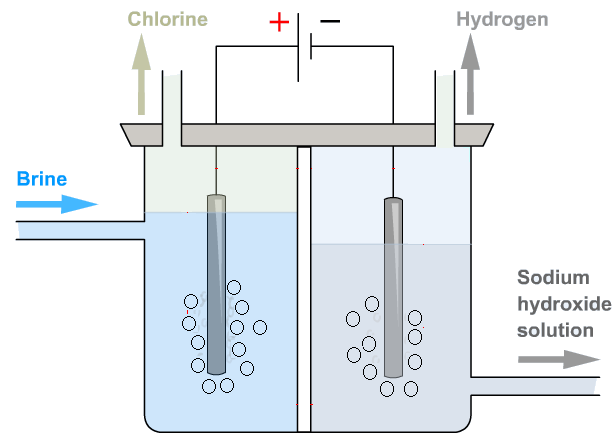 Chlorine
+ −
Hydrogen
Brine
Sodium
hydroxide
solution